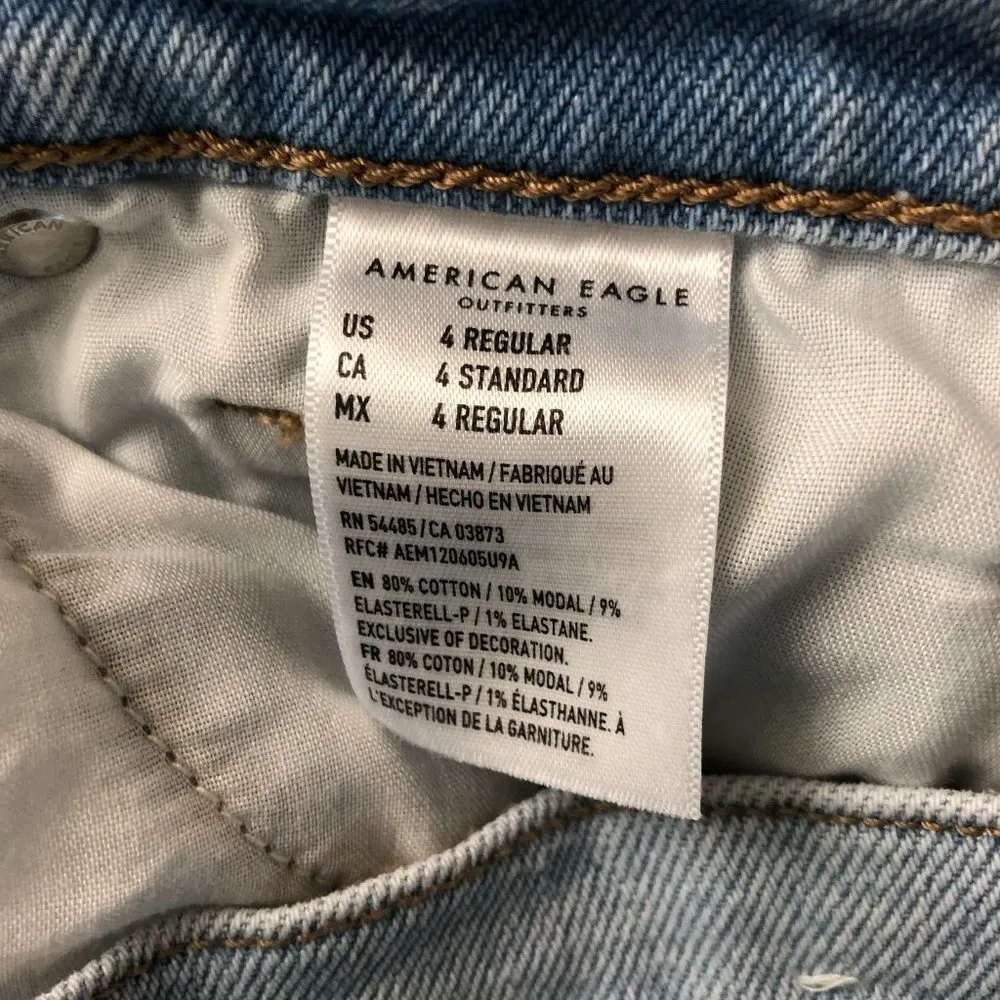 AMERICAN EAGLE
OUTFITTERS
US 4 REGULAR
CA 4 STANDARD
MX 4 REGULAR
MADE IN VIETNAM / FABRIQUÉ AU
VIETNAM / HECHO EN VIETNAM
RN 54485 / CA 03873
RFC# AEM120605U9A
EN 80% COTTON / 10% MODAL / 9%
ELASTERELL-P / 1% ELASTANE.
EXCLUSIVE OF DECORATION.
FR 80% COTON / 10% MODAL / 9%
ÉLASTERELL-P / 1% ÉLASTHANNE. À
L'EXCEPTION DE LA GARNITURE.